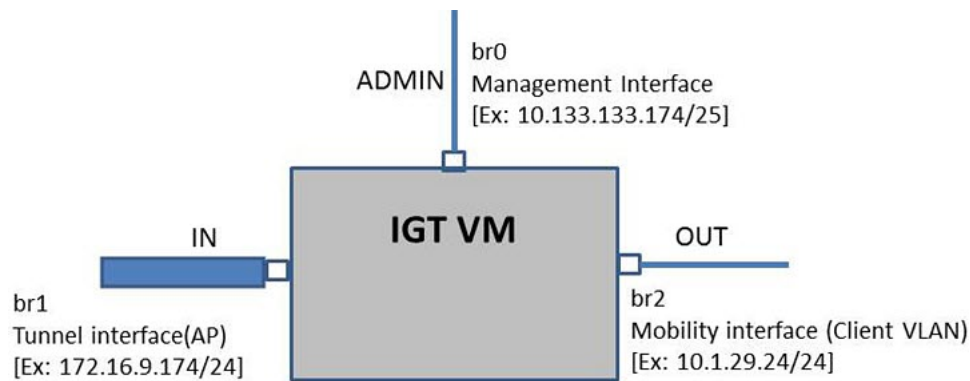 br0
ADMIN
Management Interface
[Ex: 10.133.133.174/25]
IGT VM
IN
OUT
br1
Tunnel interface(AP)
[Ex: 172.16.9.174/24]
br2
Mobility interface (Client VLAN)
[Ex: 10.1.29.24/24]